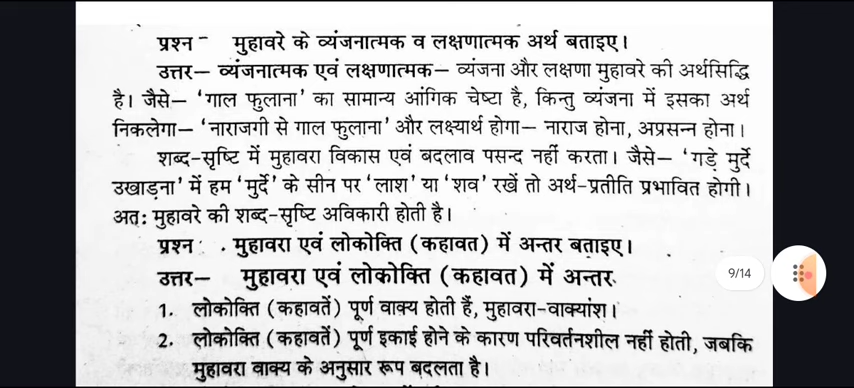 प्रश्न - मुहावरे के व्यंजनात्मक व लक्षणात्मक अर्थ बताइए।
उत्तर— व्यंजनात्मक एवं लक्षणात्मक— व्यंजना और लक्षणा मुहावरे की अर्थसिद्धि
है। जैसे— 'गाल फुलाना' का सामान्य आंगिक चेष्टा है, किन्तु व्यंजना में इसका अर्थ
निकलेगा— 'नाराजगी से गाल फुलाना' और लक्ष्यार्थ होगा— नाराज होना, अप्रसन्न होना।
शब्द-सृष्टि में मुहावरा विकास एवं बदलाव पसन्द नहीं करता। जैसे— 'गड़े मुर्दे
उखाड़ना' में हम 'मुर्दे' के सीन पर 'लाश' या 'शव' रखें तो अर्थ-प्रतीति प्रभावित होगी।
अतः मुहावरे की शब्द-सृष्टि अविकारी होती है।
प्रश्न . मुहावरा एवं लोकोक्ति (कहावत) में अन्तर बताइए।
उत्तर— मुहावरा एवं लोकोक्ति (कहावत) में अन्तर
9/14
1. लोकोक्ति (कहावतें) पूर्ण वाक्य होती हैं, मुहावरा-वाक्यांश।
2. लोकोक्ति (कहावतें) पूर्ण इकाई होने के कारण परिवर्तनशील नहीं होती, जबकि
मुहावरा वाक्य के अनुसार रूप बदलता है।